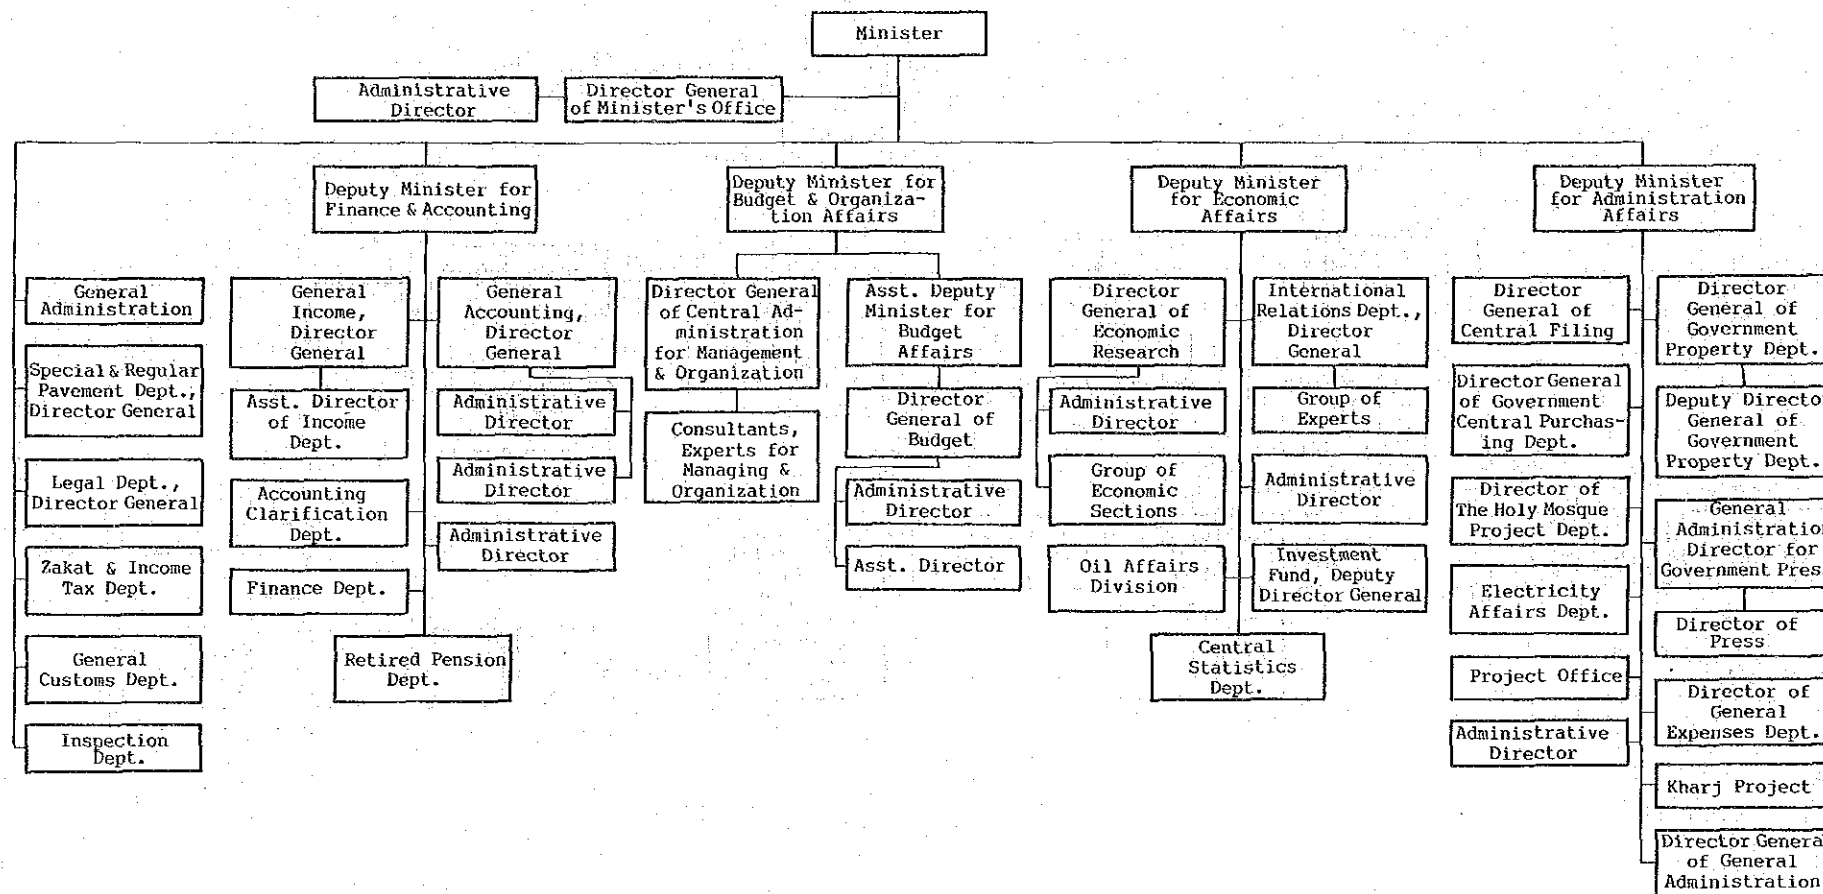 Minister
Administrative
Director
Director General
of Minister's Office
Deputy Minister for
Finance & Accounting
Deputy Minister for
Budget & Organiza-
tion Affairs
Deputy Minister
for Economic
Affairs
Deputy Minister
for Administration
Affairs
General
Administration
Special & Regular
Pavement Dept.,
Director General
Legal Dept.,
Director General
Zakat & Income
Tax Dept.
General
Customs Dept.
Inspection
Dept.
General
Income,
Director
General
Asst. Director
of Income
Dept.
Accounting
Clarification
Dept.
Finance Dept.
General
Accounting,
Director
General
Administrative
Director
Administrative
Director
Administrative
Director
Retired Pension
Dept.
Director General
of Central Ad-
ministration
for Management
& Organization
Consultants,
Experts for
Managing &
Organization
Asst. Deputy
Minister for
Budget
Affairs
Director
General of
Budget
Administrative
Director
Asst. Director
Director
General of
Economic
Research
Administrative
Director
Group of
Economic
Sections
Oil Affairs
Division
International
Relations Dept.,
Director
General
Group of
Experts
Administrative
Director
Investment
Fund, Deputy
Director General
Central
Statistics
Dept.
Director
General of
Central Filing
Director General
of Government
Central Purchas-
ing Dept.
Director of
The Holy Mosque
Project Dept.
Electricity
Affairs Dept.
Project Office
Administrative
Director
Director
General of
Government
Property Dept.
Deputy Director
General of
Government
Property Dept.
General
Administration
Director for
Government Press
Director of
Press
Director of
General
Expenses Dept.
Kharj Project
Director General
of General
Administration